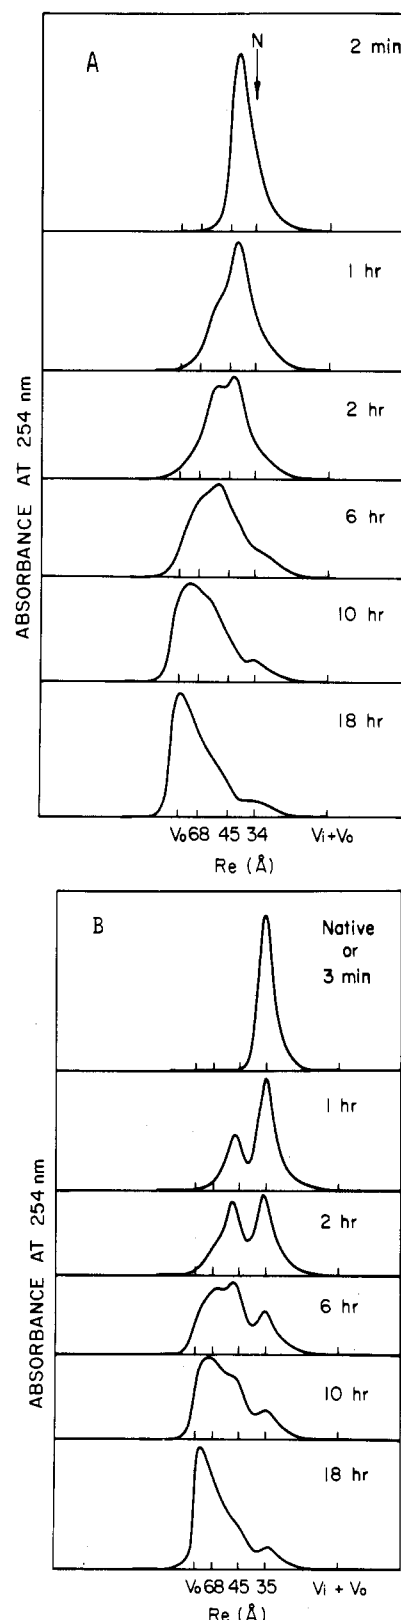 A
N
2 min
1 hr
2 hr
6 hr
10 hr
18 hr
ABSORBANCE AT 254 nm
Vo 68 45 34 Vi+Vo
Re (Å)
B
Native
or
3 min
1 hr
2 hr
6 hr
10 hr
18 hr
ABSORBANCE AT 254 nm
Vo 68 45 35 Vi + Vo
Re (Å)